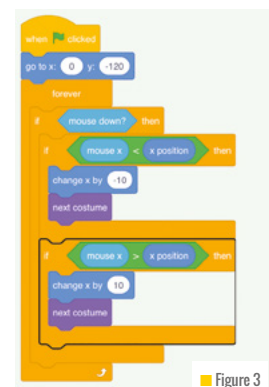 when clicked
go to x: 0 y: -120
forever
if mouse down? then
if mouse x < x position then
change x by -10
next costume
if mouse x > x position then
change x by 10
next costume
Figure 3